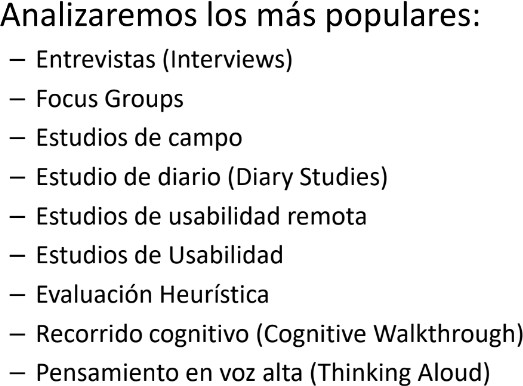 Analizaremos los más populares:
– Entrevistas (Interviews)
– Focus Groups
– Estudios de campo
– Estudio de diario (Diary Studies)
– Estudios de usabilidad remota
– Estudios de Usabilidad
– Evaluación Heurística
– Recorrido cognitivo (Cognitive Walkthrough)
– Pensamiento en voz alta (Thinking Aloud)